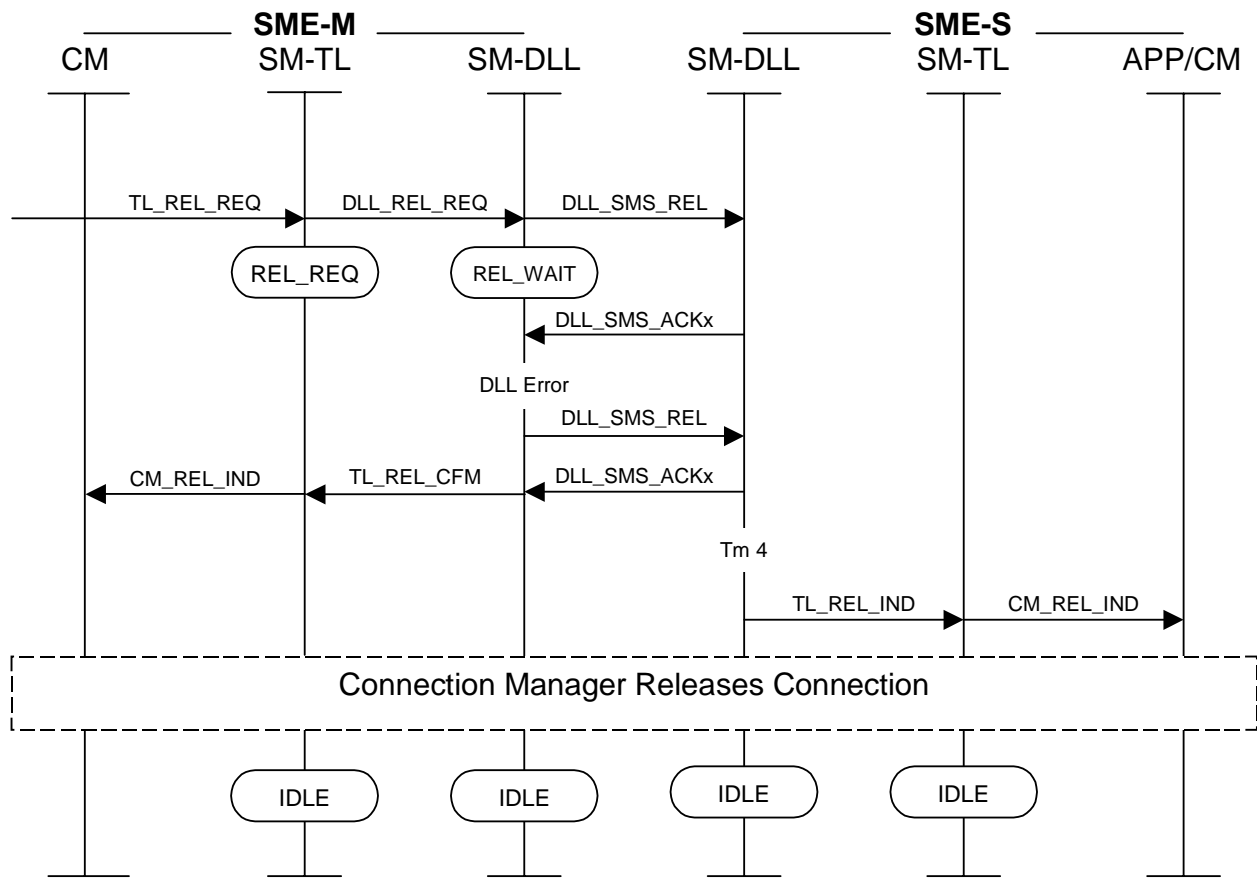 SME-M SME-S
CM SM-TL SM-DLL SM-DLL SM-TL APP/CM
TL_REL_REQ DLL_REL_REQ DLL_SMS_REL
REL_REQ REL_WAIT
DLL_SMS_ACKx
DLL Error
DLL_SMS_REL
CM_REL_IND TL_REL_CFM DLL_SMS_ACKx
Tm 4
TL_REL_IND CM_REL_IND
Connection Manager Releases Connection
IDLE IDLE IDLE IDLE